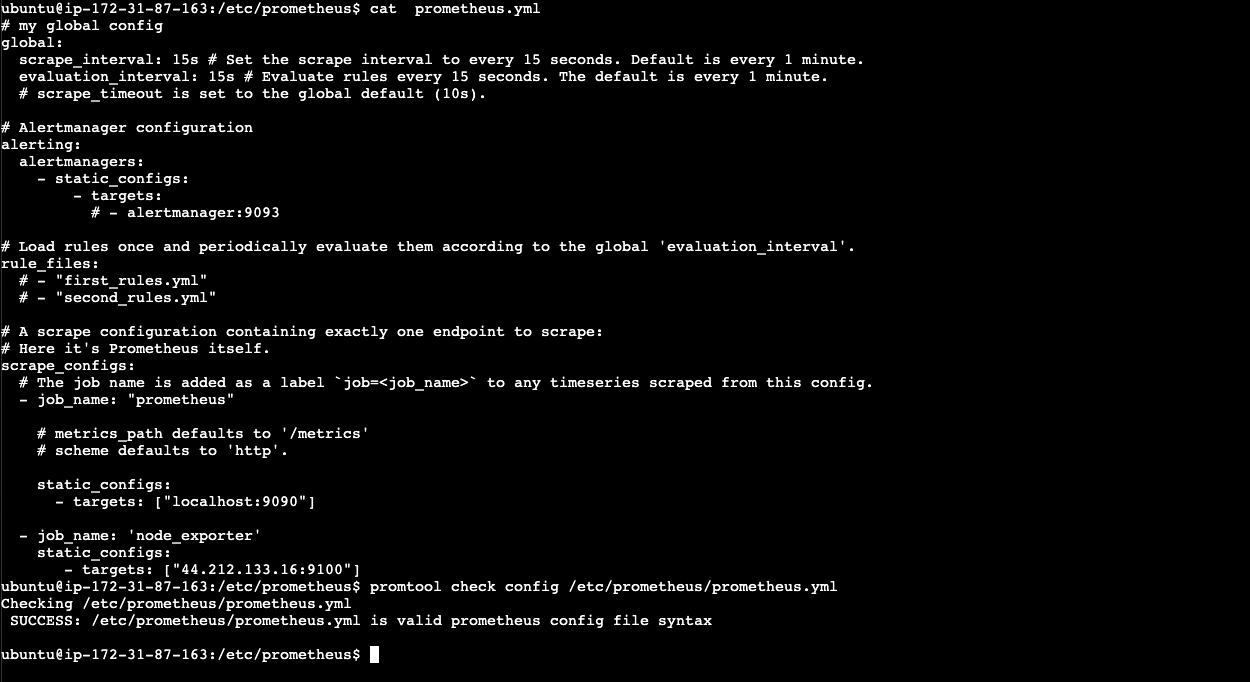 ubuntu@ip-172-31-87-163:/etc/prometheus$ cat  prometheus.yml
# my global config
global:
  scrape_interval: 15s # Set the scrape interval to every 15 seconds. Default is every 1 minute.
  evaluation_interval: 15s # Evaluate rules every 15 seconds. The default is every 1 minute.
  # scrape_timeout is set to the global default (10s).

# Alertmanager configuration
alerting:
  alertmanagers:
    - static_configs:
        - targets:
          # - alertmanager:9093

# Load rules once and periodically evaluate them according to the global 'evaluation_interval'.
rule_files:
  # - "first_rules.yml"
  # - "second_rules.yml"

# A scrape configuration containing exactly one endpoint to scrape:
# Here it's Prometheus itself.
scrape_configs:
  # The job name is added as a label `job=<job_name>` to any timeseries scraped from this config.
  - job_name: "prometheus"

    # metrics_path defaults to '/metrics'
    # scheme defaults to 'http'.

    static_configs:
      - targets: ["localhost:9090"]

  - job_name: 'node_exporter'
    static_configs:
       - targets: ["44.212.133.16:9100"]
ubuntu@ip-172-31-87-163:/etc/prometheus$ promtool check config /etc/prometheus/prometheus.yml
Checking /etc/prometheus/prometheus.yml
 SUCCESS: /etc/prometheus/prometheus.yml is valid prometheus config file syntax

ubuntu@ip-172-31-87-163:/etc/prometheus$